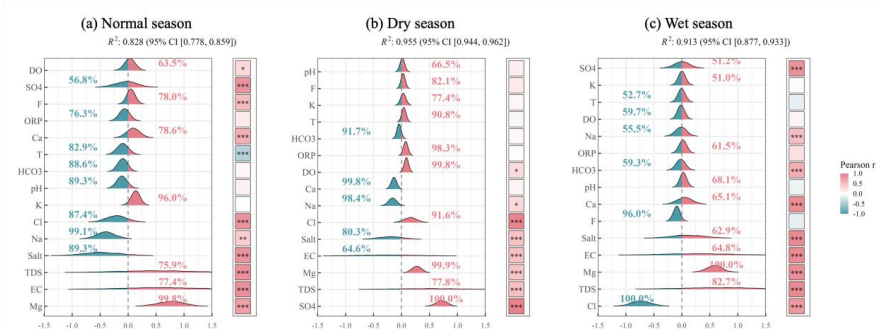 (a) Normal season
R²: 0.828 (95% CI [0.778, 0.859])
DO 63.5% *
SO4 56.8% ***
F 78.0% ***
ORP 76.3%
Ca 78.6% ***
T 82.9% ***
HCO3 88.6%
pH 89.3%
K 96.0%
Cl 87.4% ***
Na 99.1% **
Salt 89.3% ***
TDS 75.9% ***
EC 77.4% ***
Mg 99.8% ***
-1.5 -1.0 -0.5 0.0 0.5 1.0 1.5
(b) Dry season
R²: 0.955 (95% CI [0.944, 0.962])
pH 66.5%
F 82.1%
K 77.4%
T 90.8%
HCO3 91.7%
ORP 98.3%
DO 99.8% *
Ca 99.8%
Na 98.4% *
Cl 91.6% ***
Salt 80.3% ***
EC 64.6% ***
Mg 99.9% ***
TDS 77.8% ***
SO4 100.0% ***
-1.5 -1.0 -0.5 0.0 0.5 1.0 1.5
(c) Wet season
R²: 0.913 (95% CI [0.877, 0.933])
SO4 51.2% ***
K 51.0%
T 52.7%
DO 59.7%
Na 55.5% ***
ORP 61.5%
HCO3 59.3% ***
pH 68.1%
Ca 65.1% ***
F 96.0%
Salt 62.9% ***
EC 64.8% ***
Mg 100.0% ***
TDS 82.7% ***
Cl 100.0% ***
-1.5 -1.0 -0.5 0.0 0.5 1.0 1.5
Pearson r
1.0
0.5
0.0
-0.5
-1.0